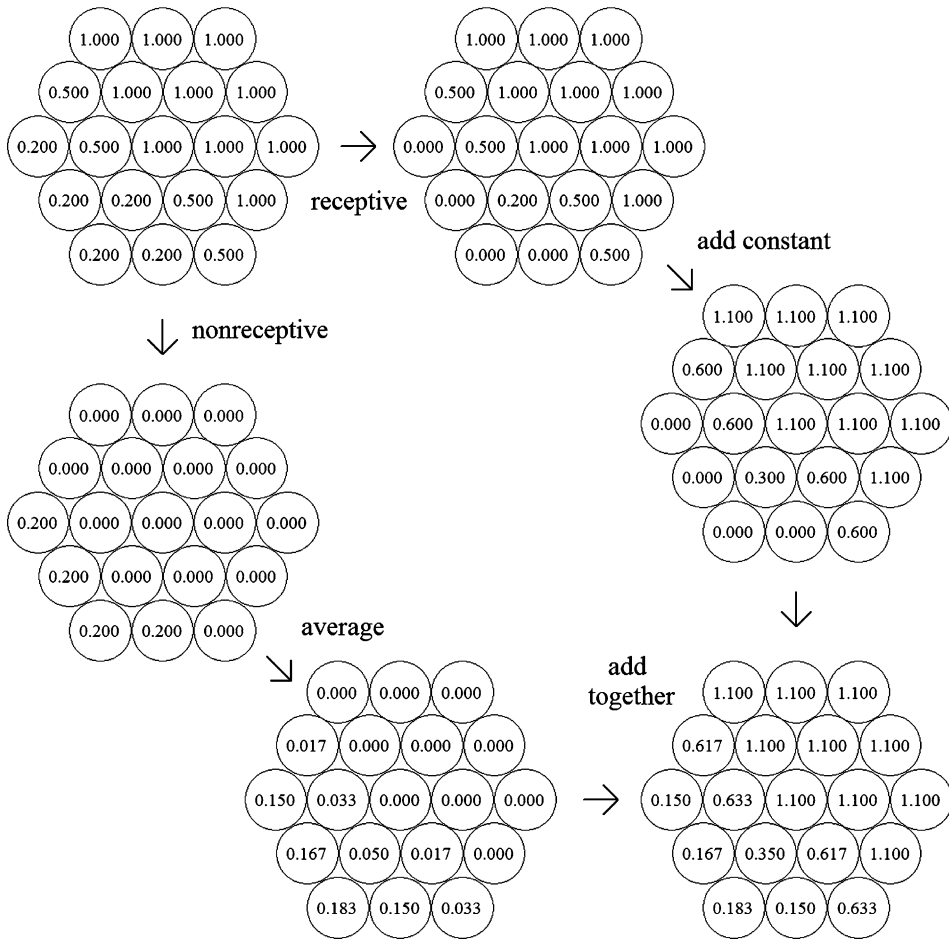 1.000 1.000 1.000
0.500 1.000 1.000 1.000
0.200 0.500 1.000 1.000 1.000
0.200 0.200 0.500 1.000
0.200 0.200 0.500
receptive
1.000 1.000 1.000
0.500 1.000 1.000 1.000
0.000 0.500 1.000 1.000 1.000
0.000 0.200 0.500 1.000
0.000 0.000 0.500
add constant
1.100 1.100 1.100
0.600 1.100 1.100 1.100
0.000 0.600 1.100 1.100 1.100
0.000 0.300 0.600 1.100
0.000 0.000 0.600
nonreceptive
0.000 0.000 0.000
0.000 0.000 0.000 0.000
0.200 0.000 0.000 0.000 0.000
0.200 0.000 0.000 0.000
0.200 0.200 0.000
average
0.000 0.000 0.000
0.017 0.000 0.000 0.000
0.150 0.033 0.000 0.000 0.000
0.167 0.050 0.017 0.000
0.183 0.150 0.033
add
together
1.100 1.100 1.100
0.617 1.100 1.100 1.100
0.150 0.633 1.100 1.100 1.100
0.167 0.350 0.617 1.100
0.183 0.150 0.633